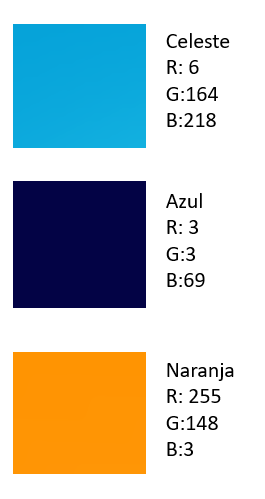 Celeste
R: 6
G:164
B:218
Azul
R: 3
G:3
B:69
Naranja
R: 255
G:148
B:3